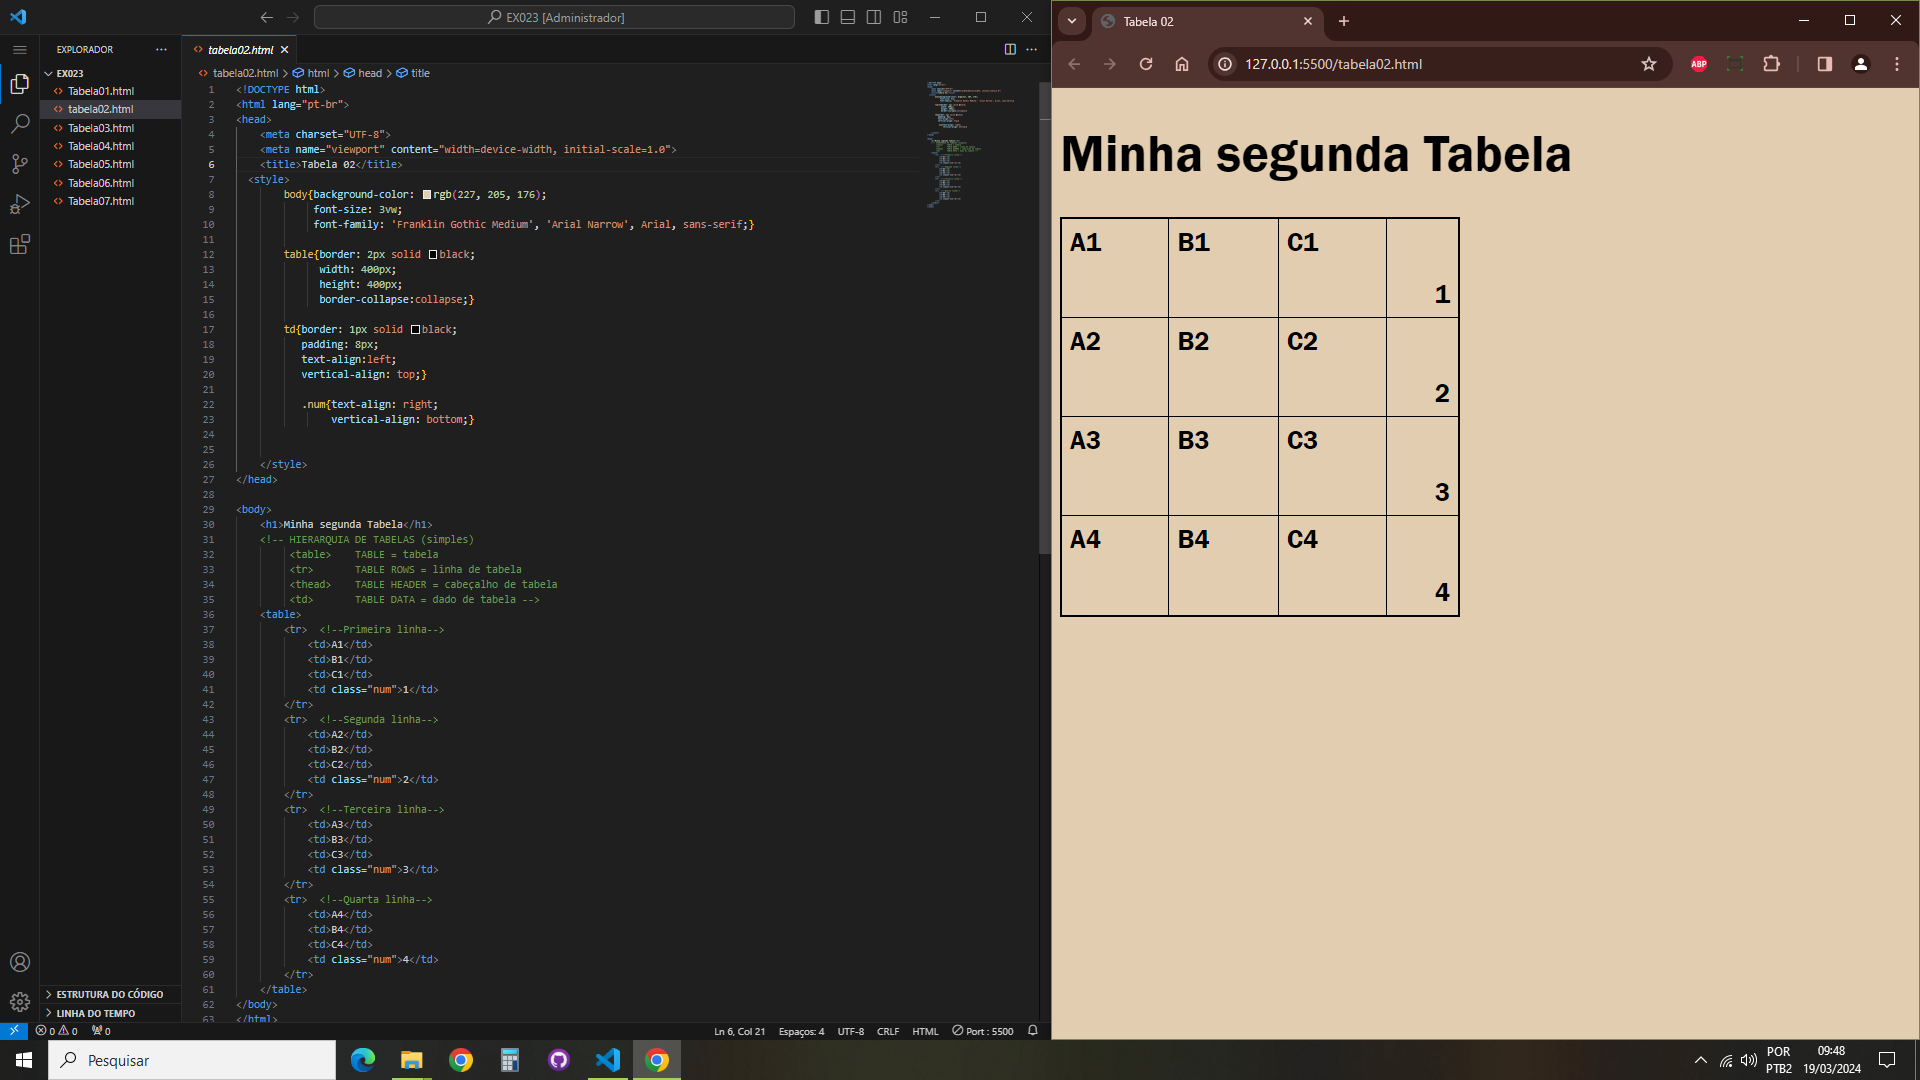 EX023 [Administrador]
EXPLORADOR
EX023
Tabela01.html
tabela02.html
Tabela03.html
Tabela04.html
Tabela05.html
Tabela06.html
Tabela07.html
ESTRUTURA DO CÓDIGO
LINHA DO TEMPO
tabela02.html
tabela02.html > html > head > title
1 <!DOCTYPE html>
2 <html lang="pt-br">
3 <head>
4 <meta charset="UTF-8">
5 <meta name="viewport" content="width=device-width, initial-scale=1.0">
6 <title>Tabela 02</title>
7 <style>
8 body{background-color: rgb(227, 205, 176);
9 font-size: 3vw;
10 font-family: 'Franklin Gothic Medium', 'Arial Narrow', Arial, sans-serif;}
11
12 table{border: 2px solid black;
13 width: 400px;
14 height: 400px;
15 border-collapse:collapse;}
16
17 td{border: 1px solid black;
18 padding: 8px;
19 text-align:left;
20 vertical-align: top;}
21
22 .num{text-align: right;
23 vertical-align: bottom;}
24
25
26 </style>
27 </head>
28
29 <body>
30 <h1>Minha segunda Tabela</h1>
31 <!-- HIERARQUIA DE TABELAS (simples)
32 <table> TABLE = tabela
33 <tr> TABLE ROWS = linha de tabela
34 <thead> TABLE HEADER = cabeçalho de tabela
35 <td> TABLE DATA = dado de tabela -->
36 <table>
37 <tr> <!--Primeira linha-->
38 <td>A1</td>
39 <td>B1</td>
40 <td>C1</td>
41 <td class="num">1</td>
42 </tr>
43 <tr> <!--Segunda linha-->
44 <td>A2</td>
45 <td>B2</td>
46 <td>C2</td>
47 <td class="num">2</td>
48 </tr>
49 <tr> <!--Terceira linha-->
50 <td>A3</td>
51 <td>B3</td>
52 <td>C3</td>
53 <td class="num">3</td>
54 </tr>
55 <tr> <!--Quarta linha-->
56 <td>A4</td>
57 <td>B4</td>
58 <td>C4</td>
59 <td class="num">4</td>
60 </tr>
61 </table>
62 </body>
63 </html>
0 0 0 Ln 6, Col 21 Espaços: 4 UTF-8 CRLF HTML Port : 5500
Tabela 02
127.0.0.1:5500/tabela02.html
ABP
Minha segunda Tabela
A1 B1 C1
1
A2 B2 C2
2
A3 B3 C3
3
A4 B4 C4
4
Pesquisar
POR
PTB2
09:48
19/03/2024